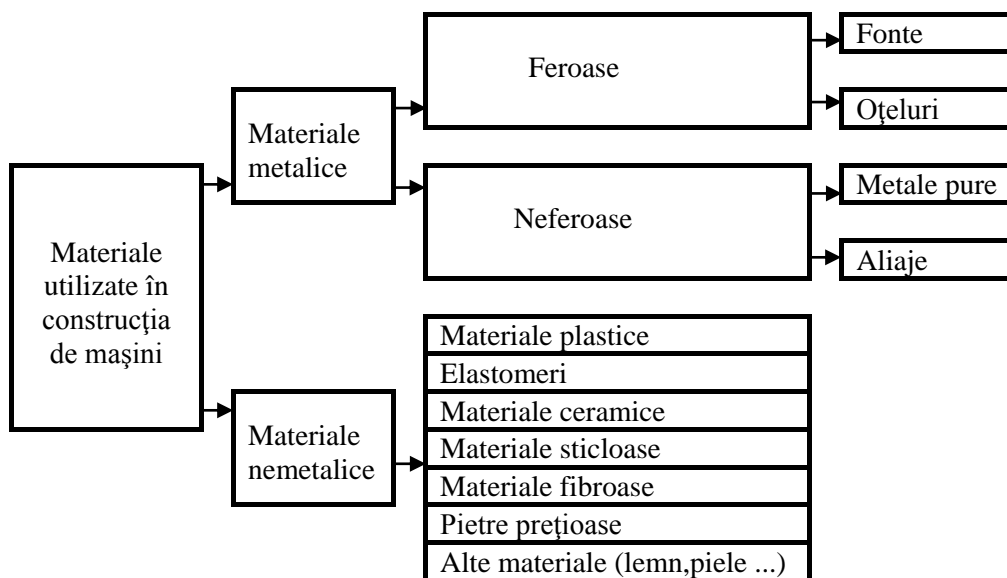 Materiale
utilizate în
construcţia
de maşini
Materiale
metalice
Feroase
Fonte
Oţeluri
Neferoase
Metale pure
Aliaje
Materiale
nemetalice
Materiale plastice
Elastomeri
Materiale ceramice
Materiale sticloase
Materiale fibroase
Pietre preţioase
Alte materiale (lemn,piele ...)